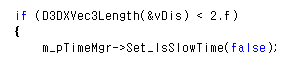 if (D3DXVec3Length(&vDis) < 2.f)
{
m_pTimeMgr->Set_IsSlowTime(false);